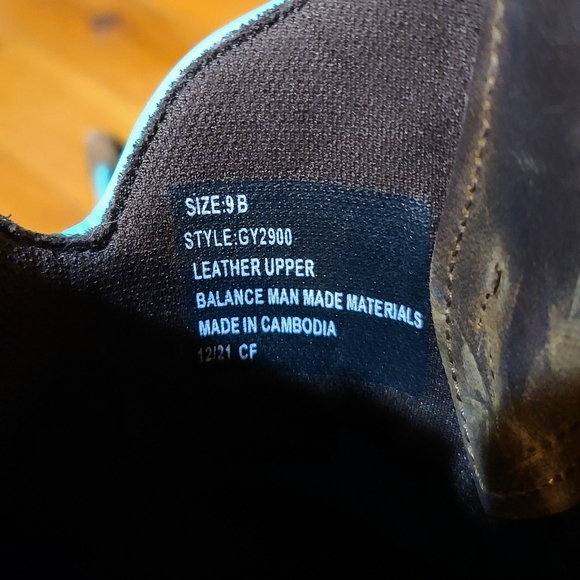 SIZE:9 B
STYLE:GY2900
LEATHER UPPER
BALANCE MAN MADE MATERIALS
MADE IN CAMBODIA
12/21 CF